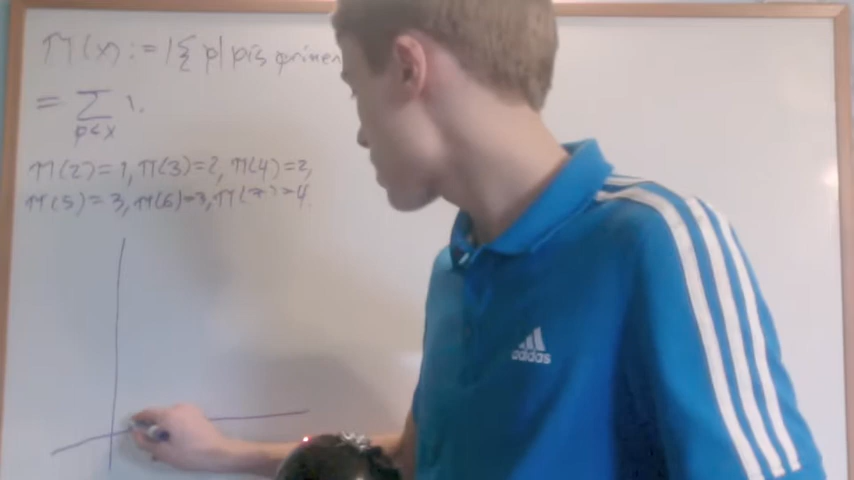 π(x) := |{p | p is prime
= ∑ 1.
p<x
π(2)=1, π(3)=2, π(4)=2,
π(5)=3, π(6)=3, π(7)=4.
adidas